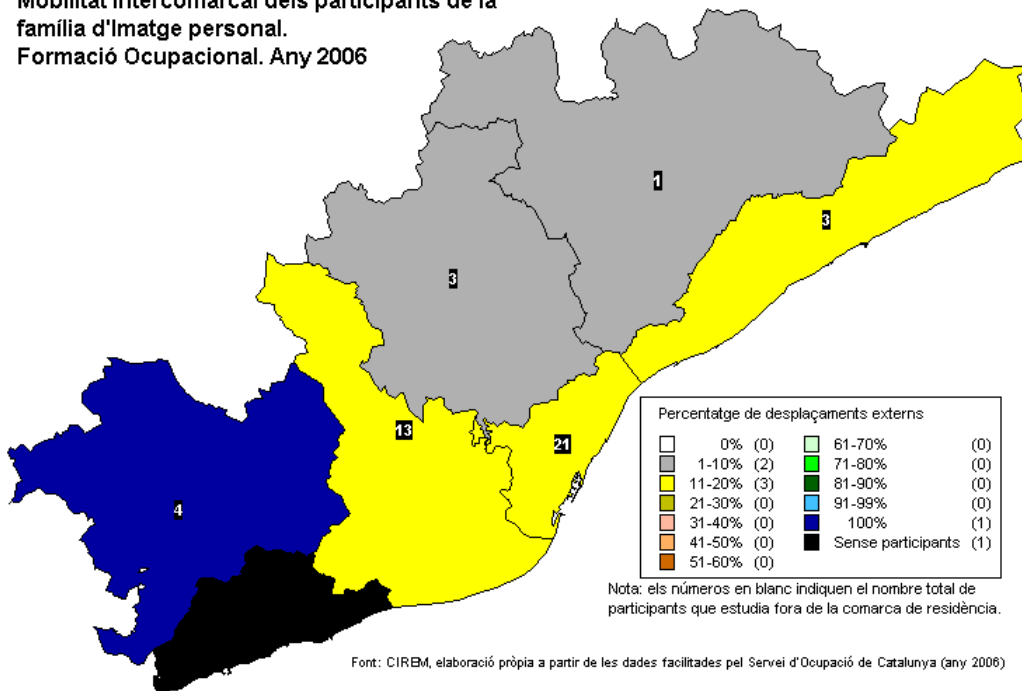 Mobilitat intercomarcal dels participants de la
família d'Imatge personal.
Formació Ocupacional. Any 2006
1
3
3
13
21
4
Percentatge de desplaçaments externs
0% (0) 61-70% (0)
1-10% (2) 71-80% (0)
11-20% (3) 81-90% (0)
21-30% (0) 91-99% (0)
31-40% (0) 100% (1)
41-50% (0) Sense participants (1)
51-60% (0)
Nota: els números en blanc indiquen el nombre total de
participants que estudia fora de la comarca de residència.
Font: CIREM, elaboració pròpia a partir de les dades facilitades pel Servei d'Ocupació de Catalunya (any 2006)